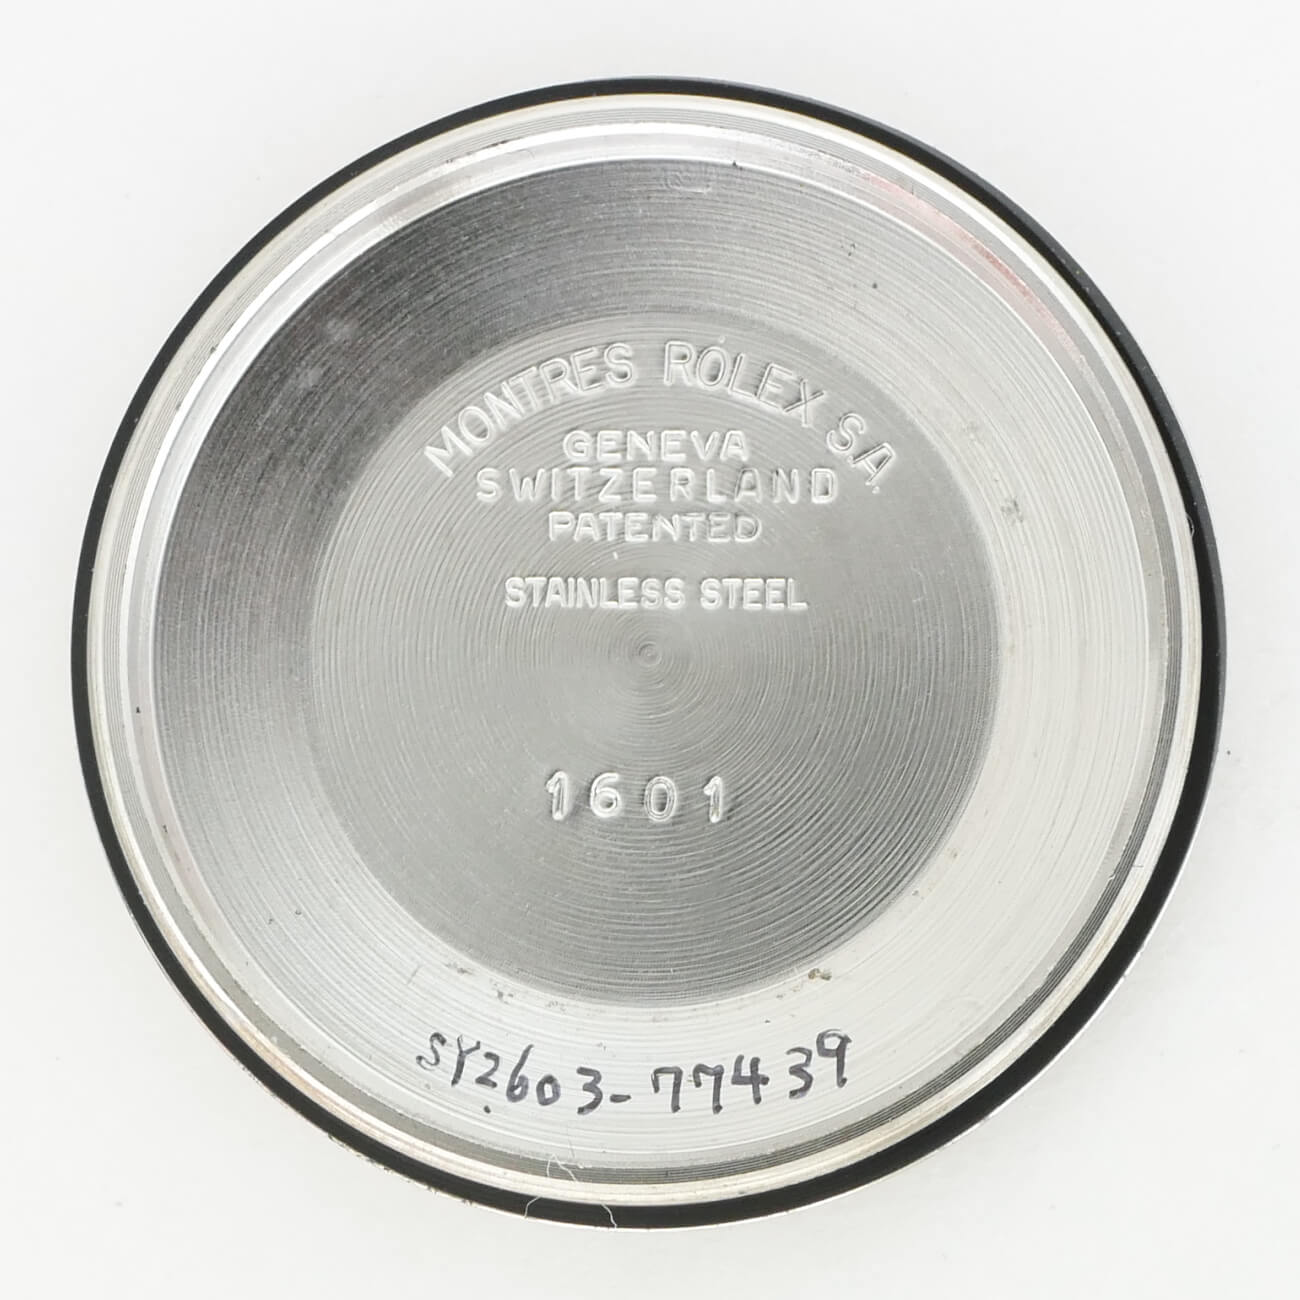 MONTRES ROLEX S.A.
GENEVA
SWITZERLAND
PATENTED
STAINLESS STEEL
1601
SY2603-77439